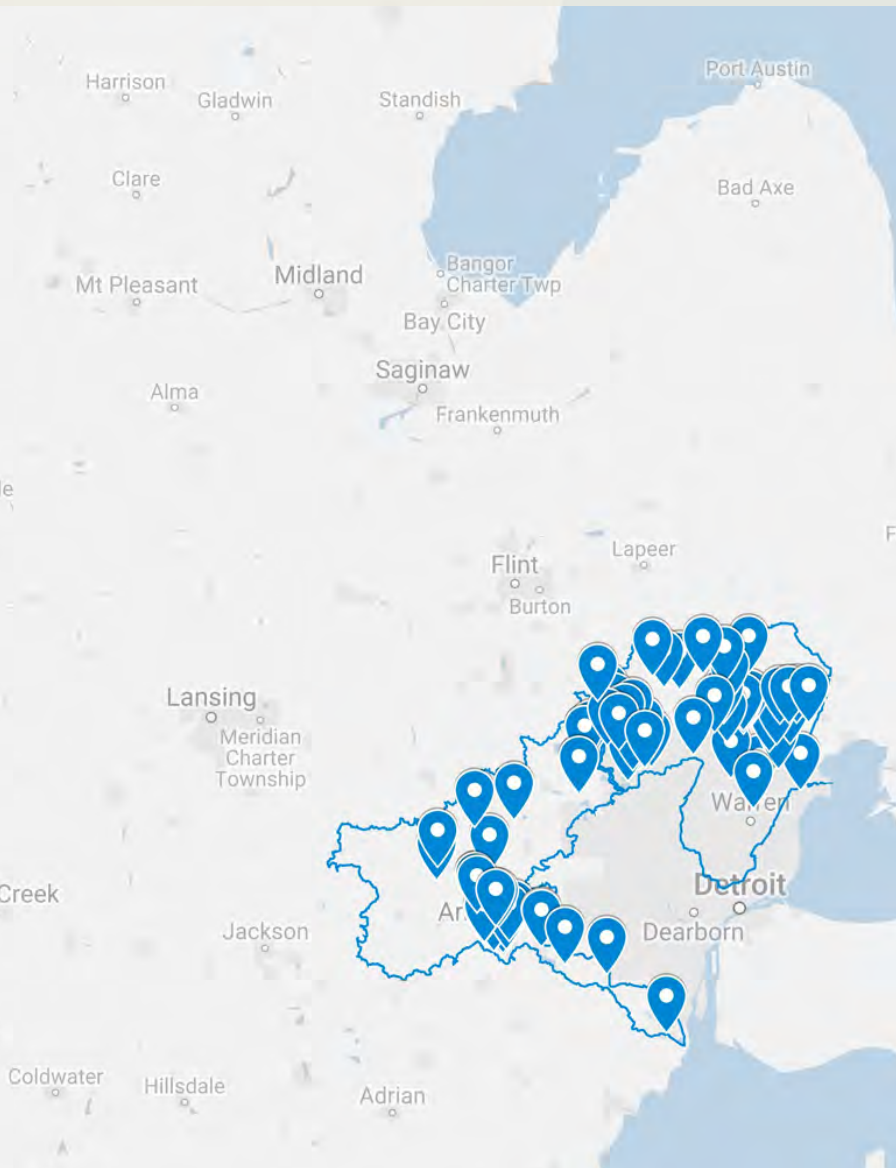 Port Austin
Harrison
Gladwin
Standish
Clare
Bad Axe
Bangor
Charter Twp
Midland
Mt Pleasant
Bay City
Saginaw
Alma
Frankenmuth
Lapeer
Flint
Burton
Lansing
Meridian
Charter
Township
Detroit
Creek
Jackson
Dearborn
Coldwater
Hillsdale
Adrian